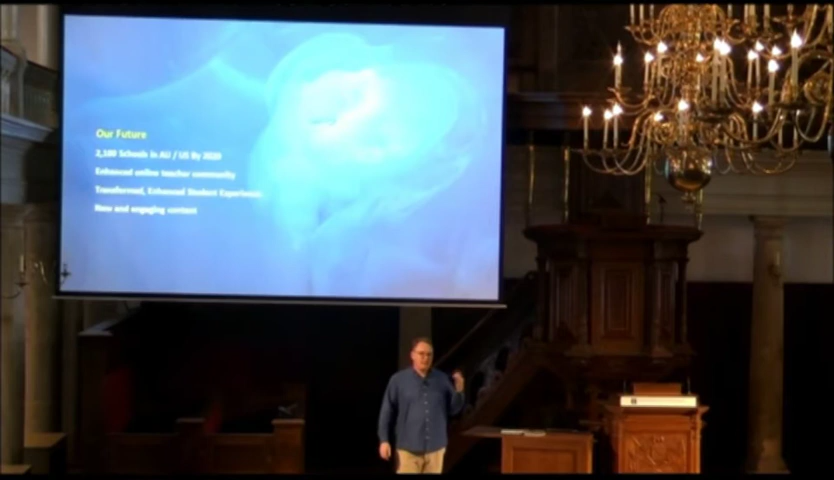 Our Future
2,100 Schools in AU / US By 2020
Enhanced online teacher community
Transformed, Enhanced Student Experience
New and engaging content